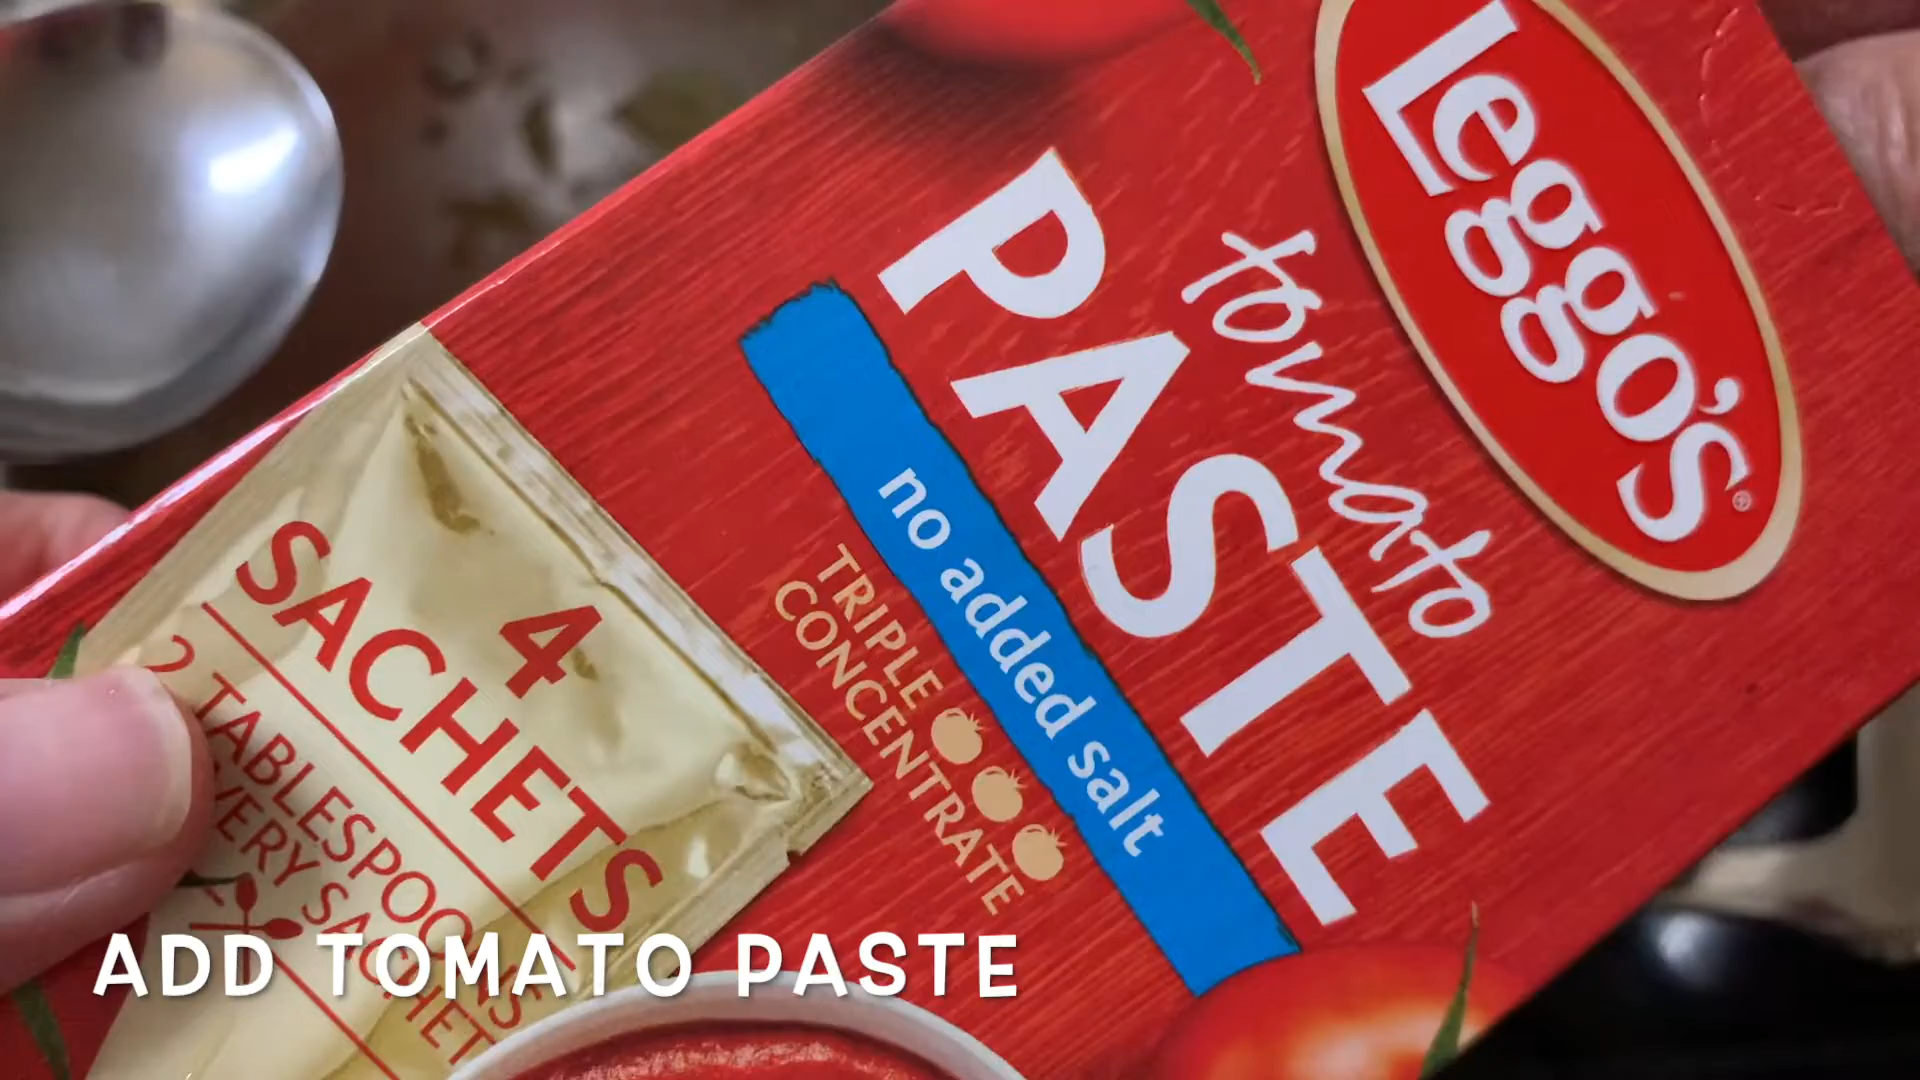 Leggo's®
tomato
PASTE
no added salt
TRIPLE
CONCENTRATE
4
SACHETS
2 TABLESPOONS
EVERY SACHET
ADD TOMATO PASTE